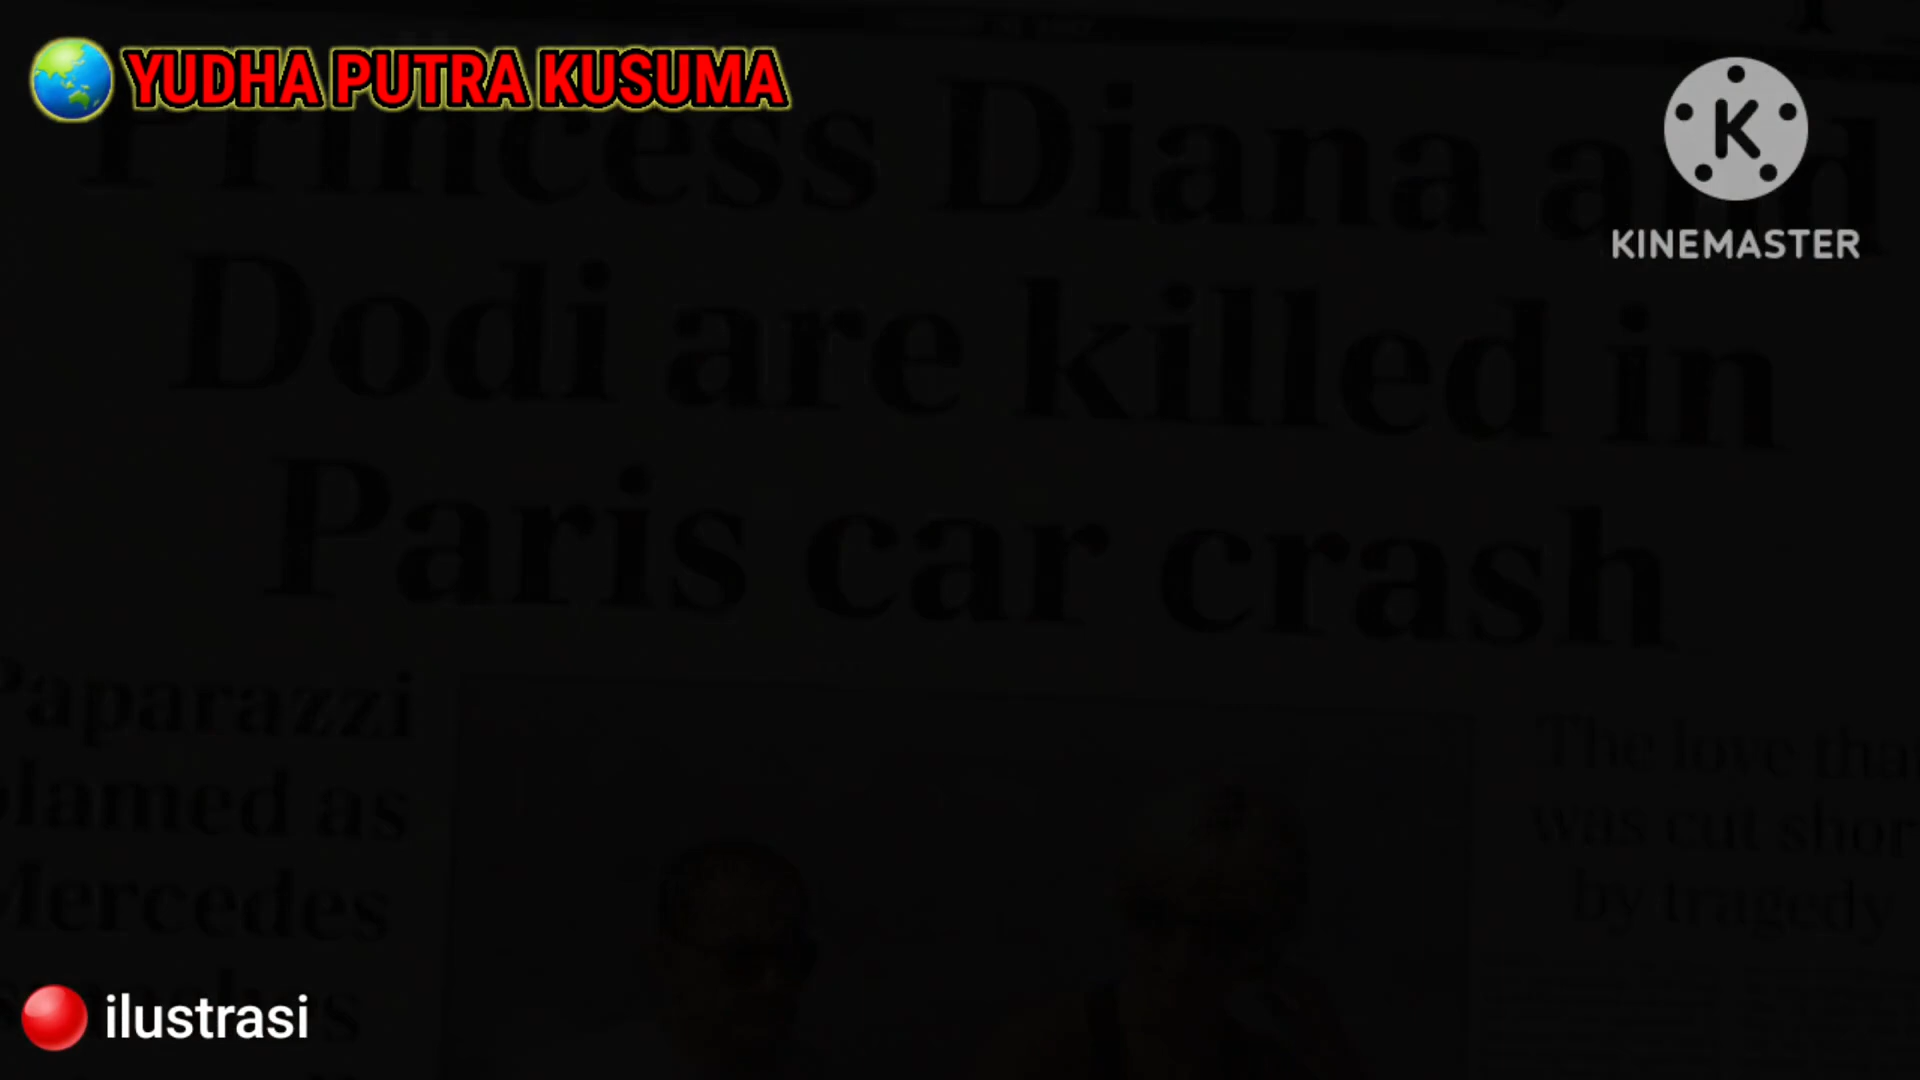 YUDHA PUTRA KUSUMA
K
KINEMASTER
Princess Diana and
Dodi are killed in
Paris car crash
Paparazzi
blamed as
Mercedes
The love that
was cut short
by tragedy
ilustrasi